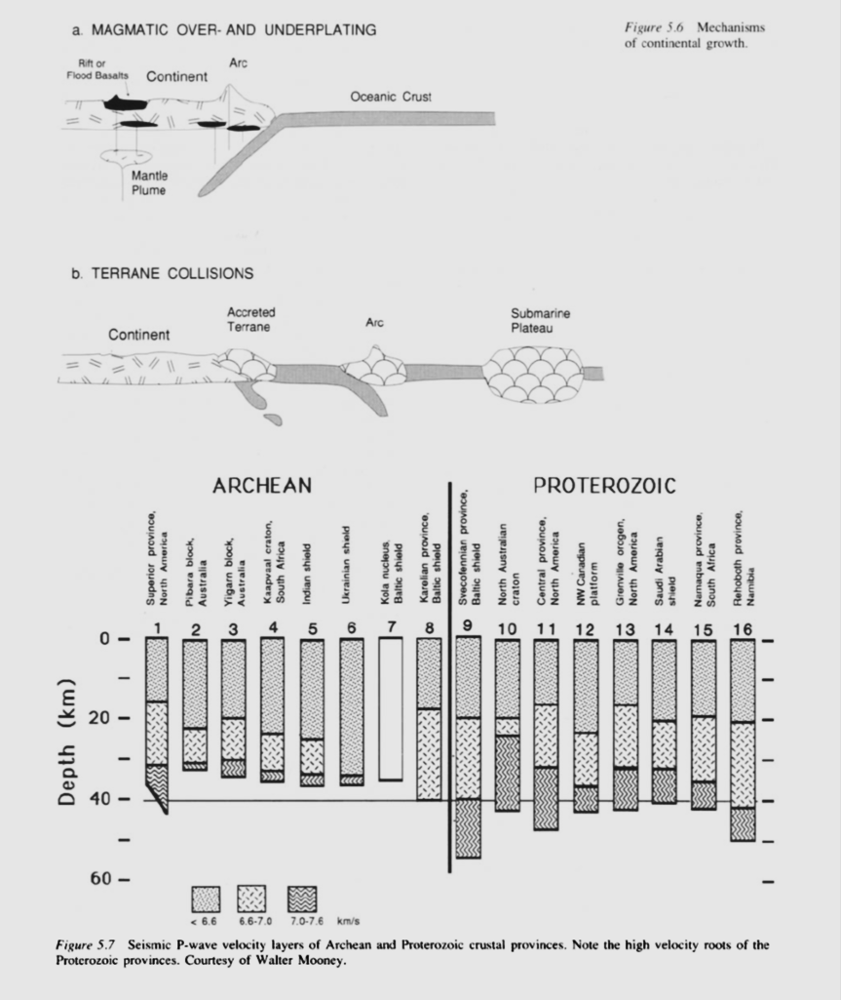 a. MAGMATIC OVER- AND UNDERPLATING
Figure 5.6 Mechanisms
of continental growth.
Rift or
Flood Basalts
Continent
Arc
Oceanic Crust
Mantle
Plume
b. TERRANE COLLISIONS
Continent
Accreted
Terrane
Arc
Submarine
Plateau
ARCHEAN
PROTEROZOIC
Superior province,
North America
Pilbara block,
Australia
Yilgarn block,
Australia
Kaapvaal craton,
South Africa
Indian shield
Ukrainian shield
Kola nucleus,
Baltic shield
Karelian province,
Baltic shield
Svecofennian province,
Baltic shield
North Australian
craton
Central province,
North America
NW Canadian
platform
Grenville orogen,
North America
Saudi Arabian
shield
Namaqua province,
South Africa
Rehoboth province,
Namibia
1 2 3 4 5 6 7 8 9 10 11 12 13 14 15 16
Depth (km)
0
20
40
60
< 6.6 6.6-7.0 7.0-7.6 km/s
Figure 5.7 Seismic P-wave velocity layers of Archean and Proterozoic crustal provinces. Note the high velocity roots of the
Proterozoic provinces. Courtesy of Walter Mooney.